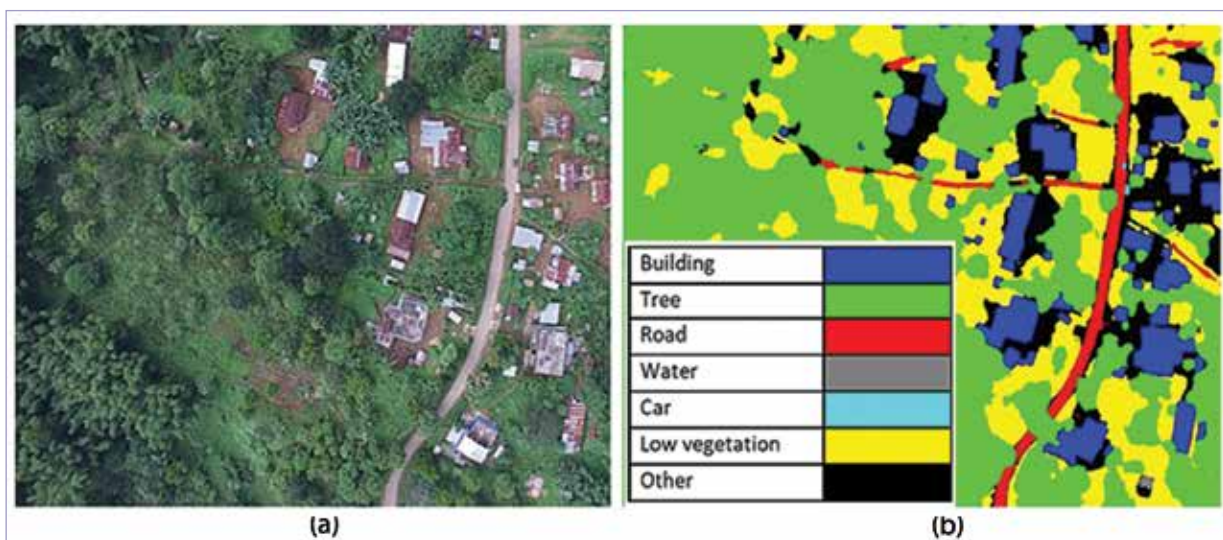 Building
Tree
Road
Water
Car
Low vegetation
Other
(a)
(b)